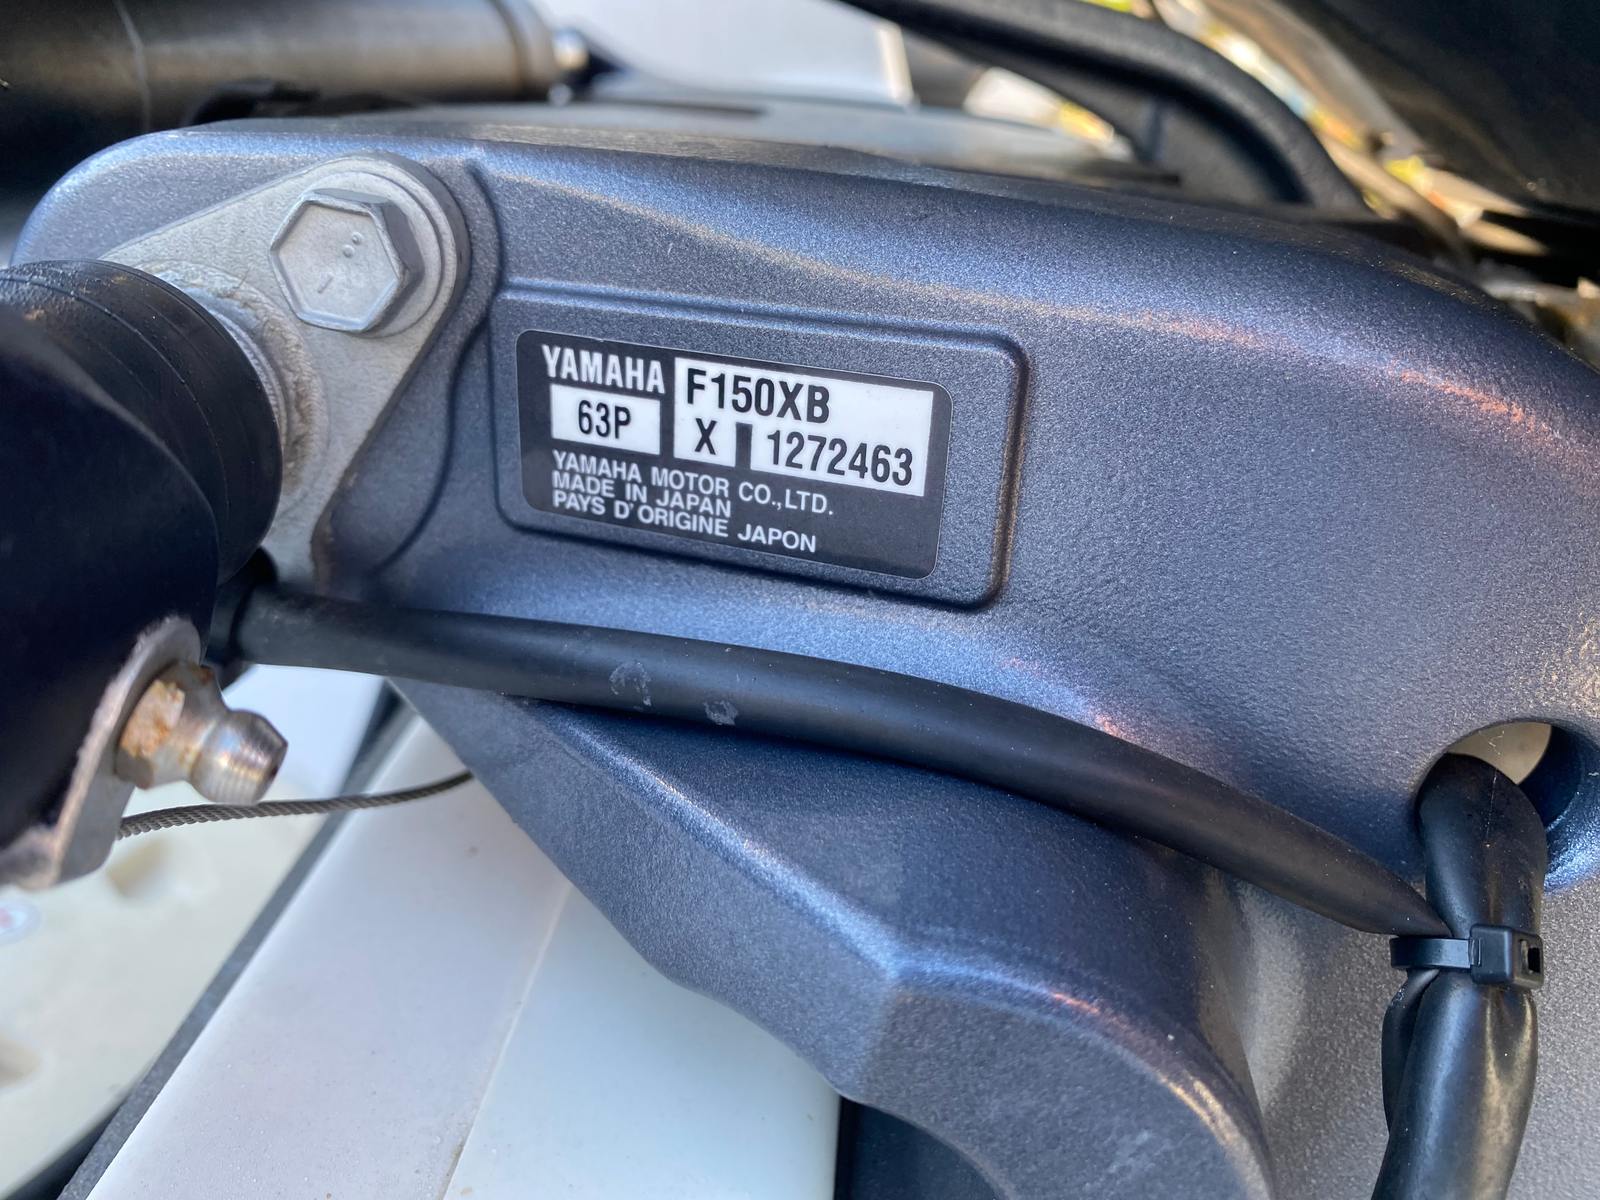 YAMAHA F150XB
63P X 1272463
YAMAHA MOTOR CO.,LTD.
MADE IN JAPAN
PAYS D'ORIGINE JAPON